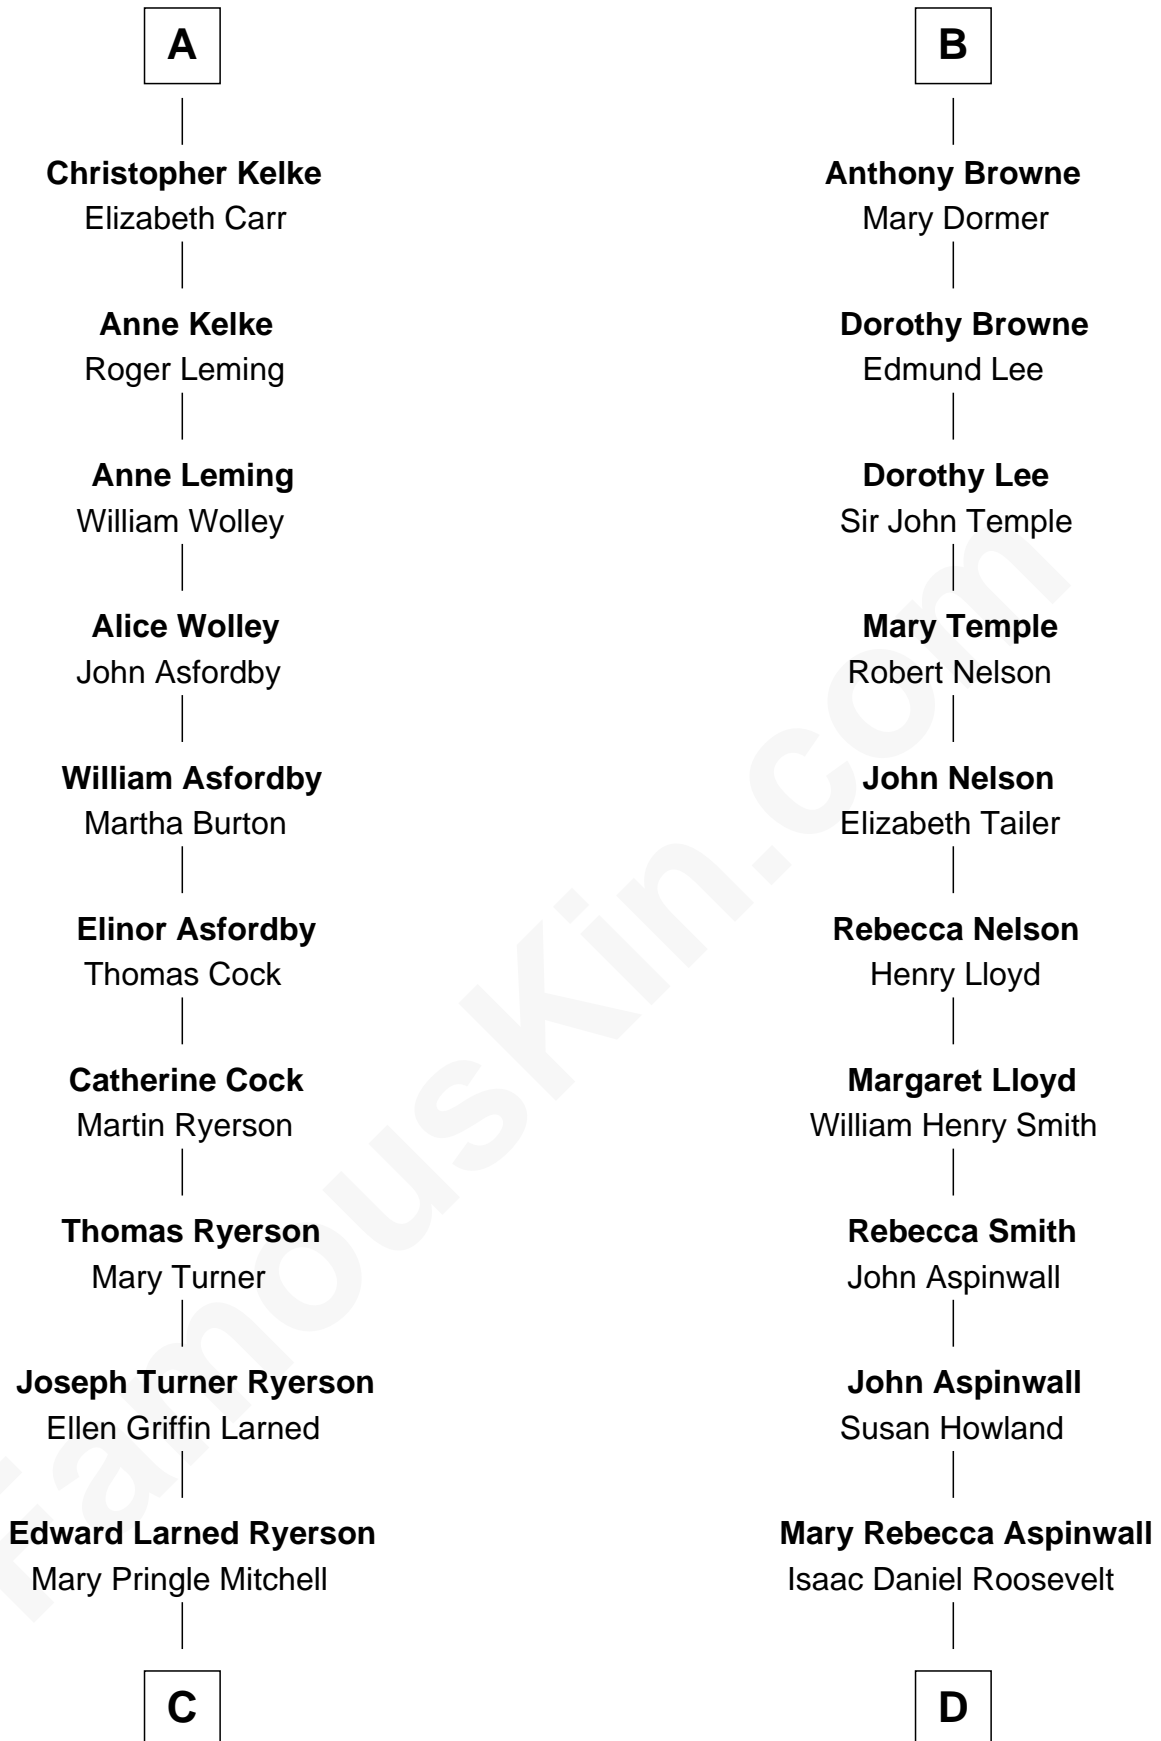 A
Christopher Kelke
Elizabeth Carr
Anne Kelke
Roger Leming
Anne Leming
William Wolley
Alice Wolley
John Asfordby
William Asfordby
Martha Burton
Elinor Asfordby
Thomas Cock
Catherine Cock
Martin Ryerson
Thomas Ryerson
Mary Turner
Joseph Turner Ryerson
Ellen Griffin Larned
Edward Larned Ryerson
Mary Pringle Mitchell
C
B
Anthony Browne
Mary Dormer
Dorothy Browne
Edmund Lee
Dorothy Lee
Sir John Temple
Mary Temple
Robert Nelson
John Nelson
Elizabeth Tailer
Rebecca Nelson
Henry Lloyd
Margaret Lloyd
William Henry Smith
Rebecca Smith
John Aspinwall
John Aspinwall
Susan Howland
Mary Rebecca Aspinwall
Isaac Daniel Roosevelt
D
FamousKin.com